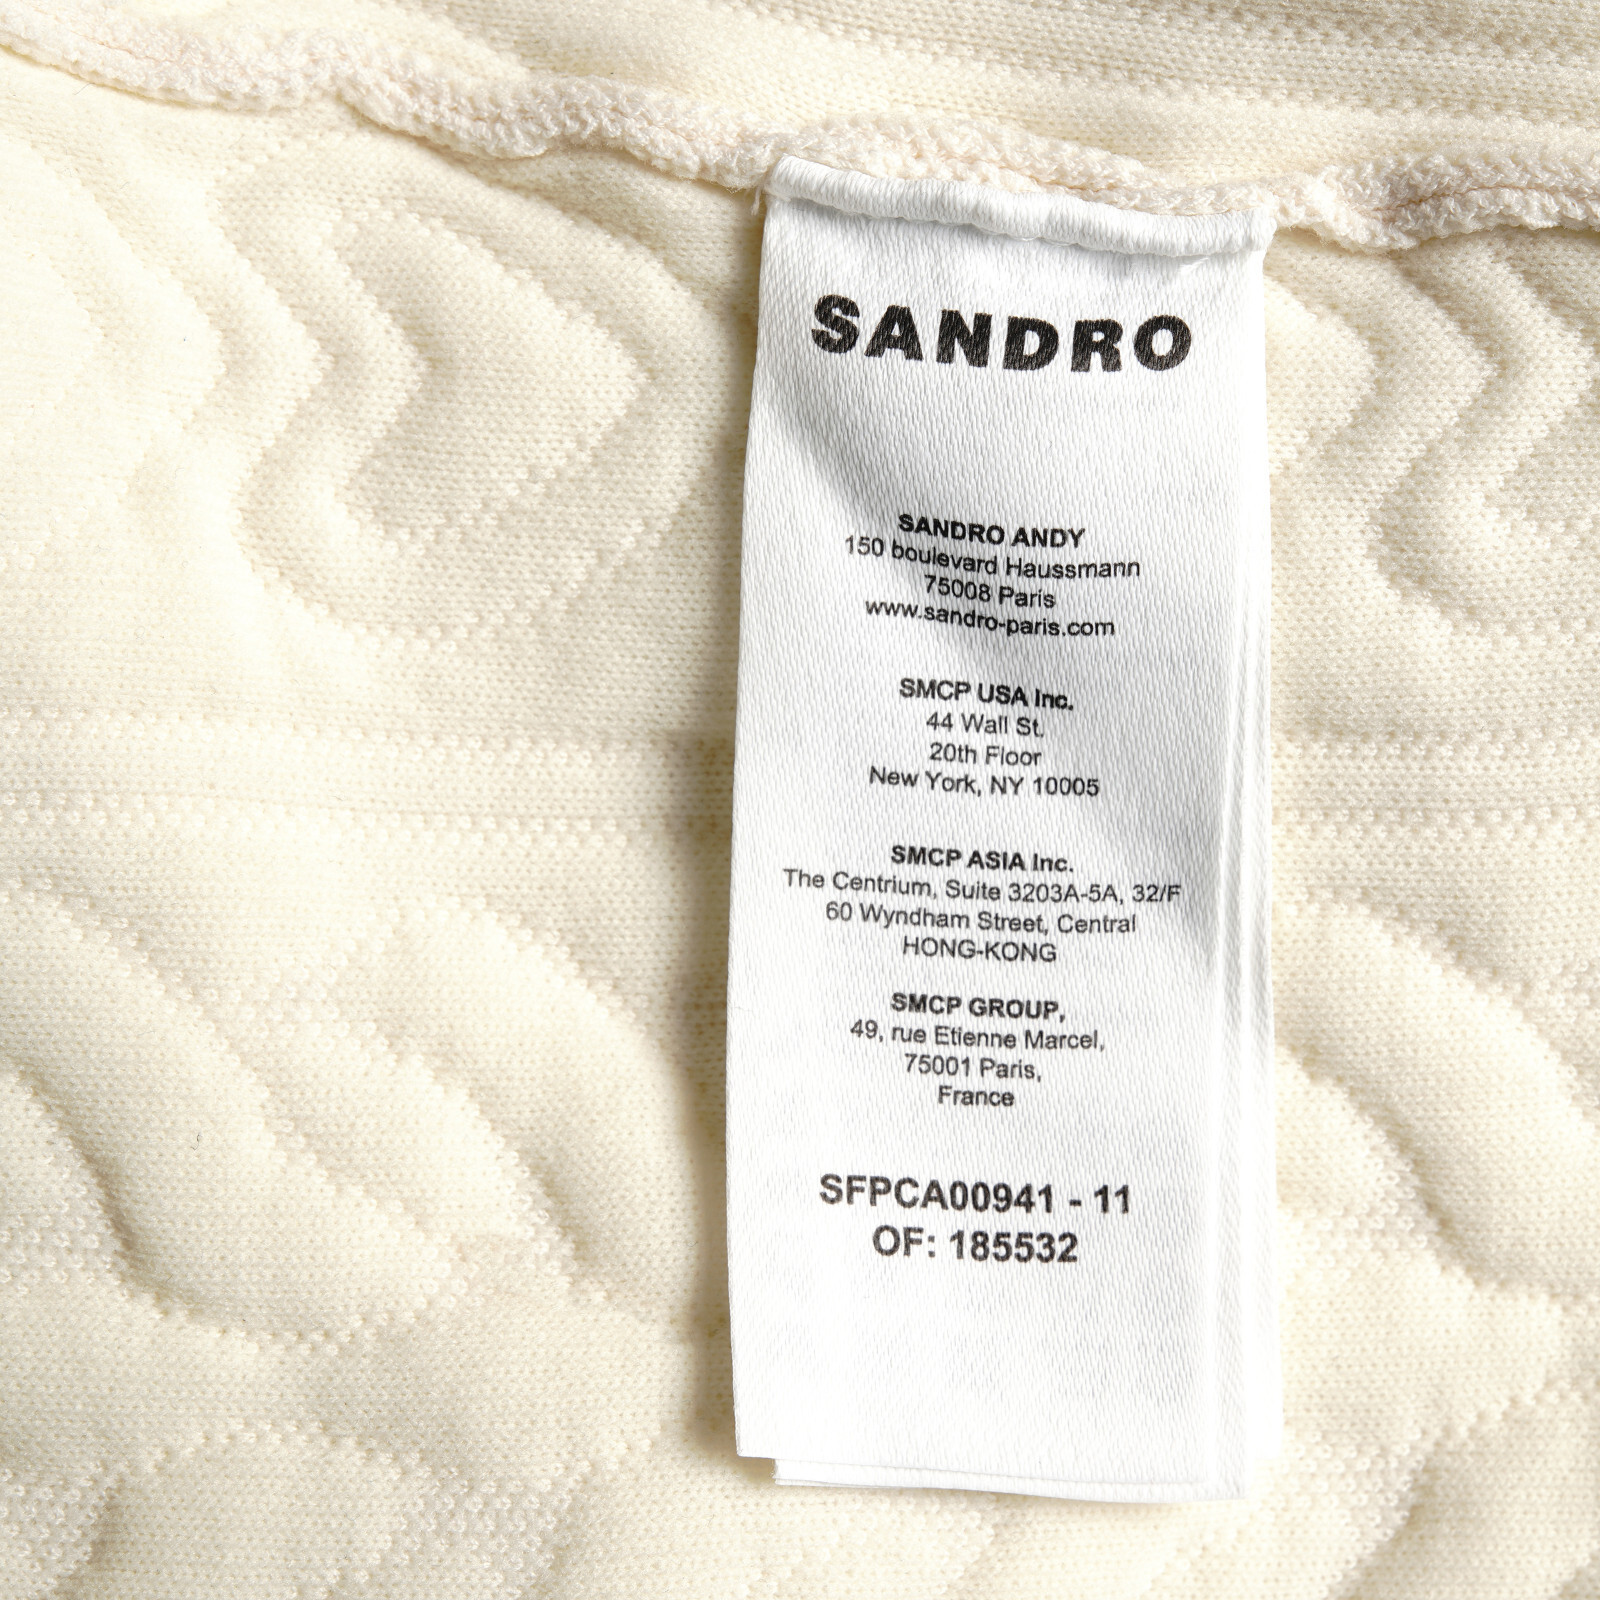 SANDRO
SANDRO ANDY
150 boulevard Haussmann
75008 Paris
www.sandro-paris.com
SMCP USA Inc.
44 Wall St.
20th Floor
New York, NY 10005
SMCP ASIA Inc.
The Centrium, Suite 3203A-5A, 32/F
60 Wyndham Street, Central
HONG-KONG
SMCP GROUP,
49, rue Etienne Marcel,
75001 Paris,
France
SFPCA00941 - 11
OF: 185532